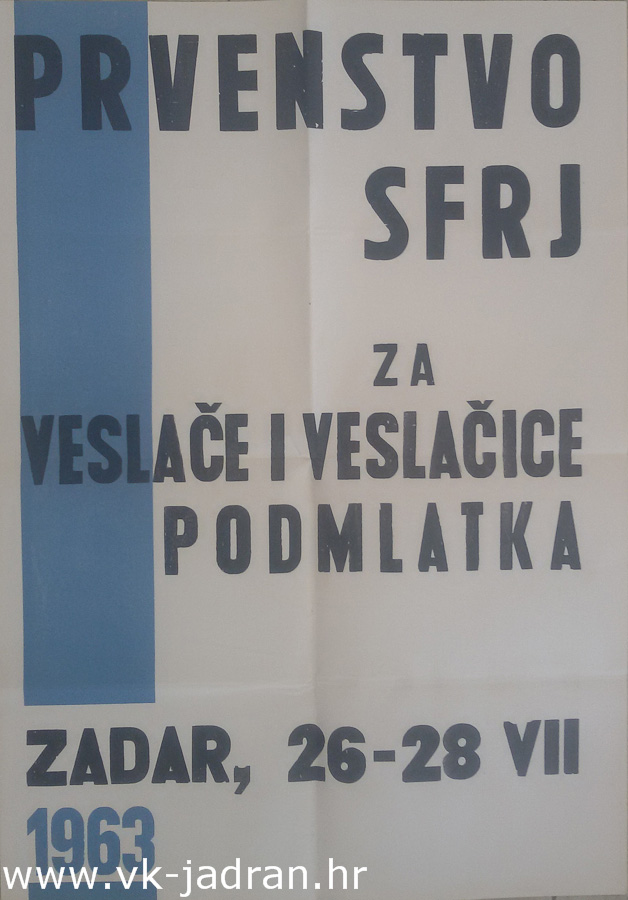 PRVENSTVO
SFRJ
ZA
VESLAČE I VESLAČICE
PODMLATKA
ZADAR, 26-28 VII
1963
www.vk-jadran.hr